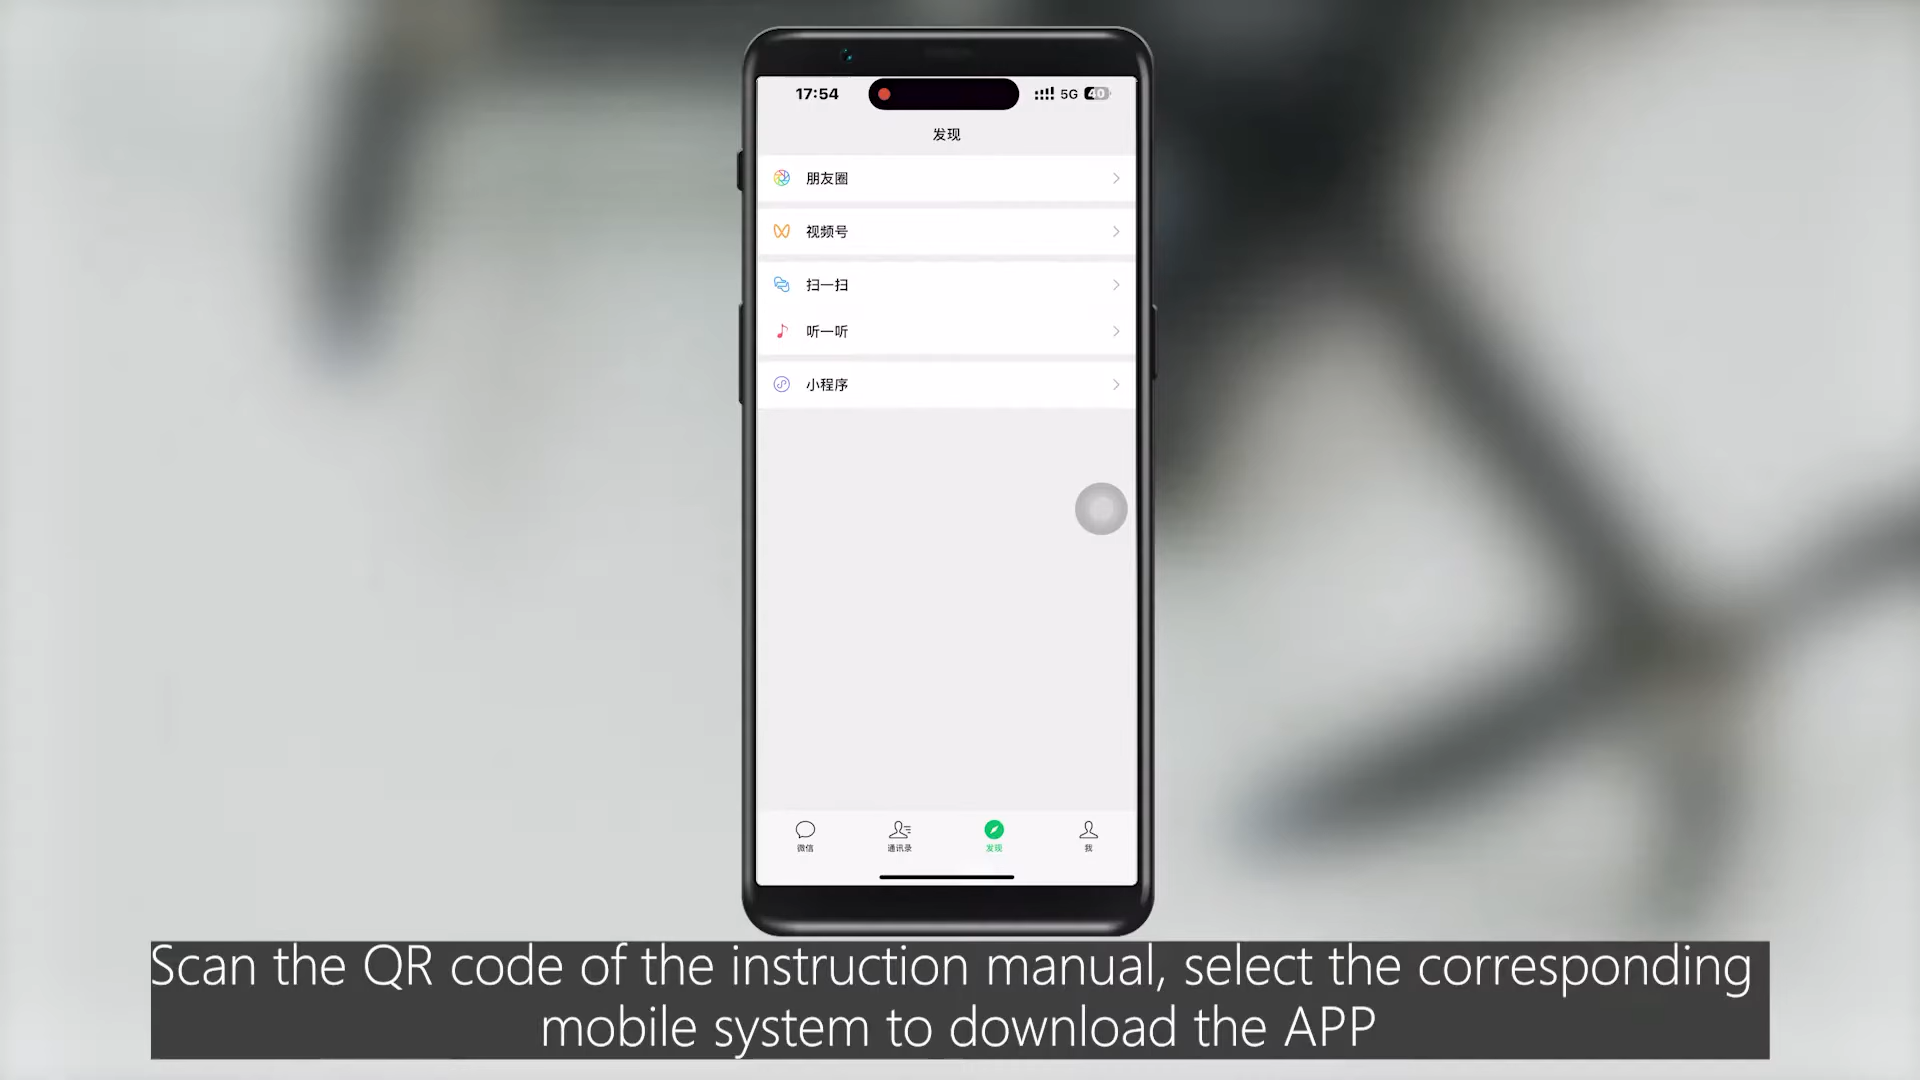 17:54
5G 40
发现
朋友圈
视频号
扫一扫
听一听
小程序
微信 通讯录 发现 我
Scan the QR code of the instruction manual, select the corresponding
mobile system to download the APP